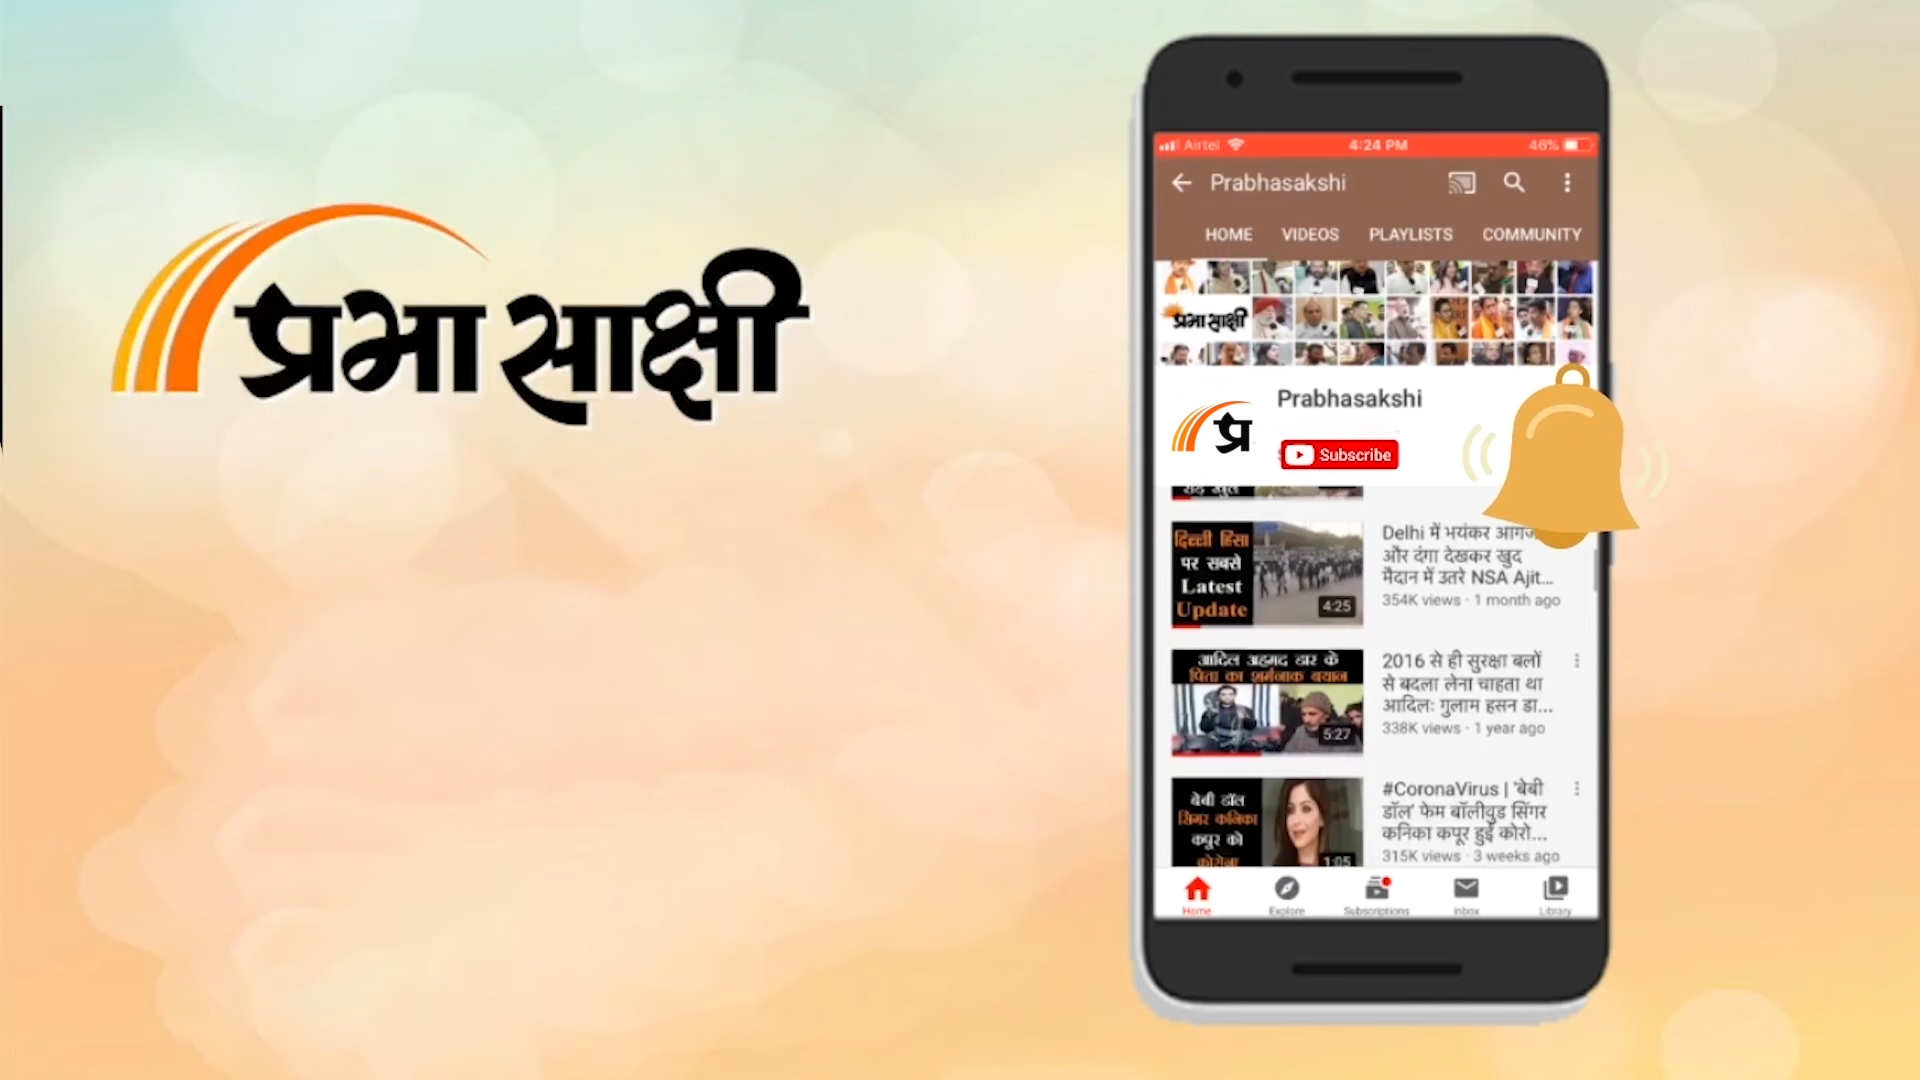 प्रभासाक्षी
Airtel 4:24 PM 46%
Prabhasakshi
HOME VIDEOS PLAYLISTS COMMUNITY
प्रभासाक्षी
Prabhasakshi
प्र
Subscribe
दिल्ली हिंसा
पर सबसे
Latest
Update
4:25
Delhi में भयंकर
और दंगा देखकर खुद
मैदान में उतरे NSA Ajit...
354K views · 1 month ago
आदिल अहमद डार के
पिता का शर्मनाक बयान
5:27
2016 से ही सुरक्षा बलों
से बदला लेना चाहता था
आदिलः गुलाम हसन डा...
338K views · 1 year ago
बेबी डॉल
सिंगर कनिका
कपूर को
कोरोना
1:05
#CoronaVirus | 'बेबी
डॉल' फेम बॉलीवुड सिंगर
कनिका कपूर हुईं कोरो...
315K views · 3 weeks ago
Home Explore Subscriptions Inbox Library